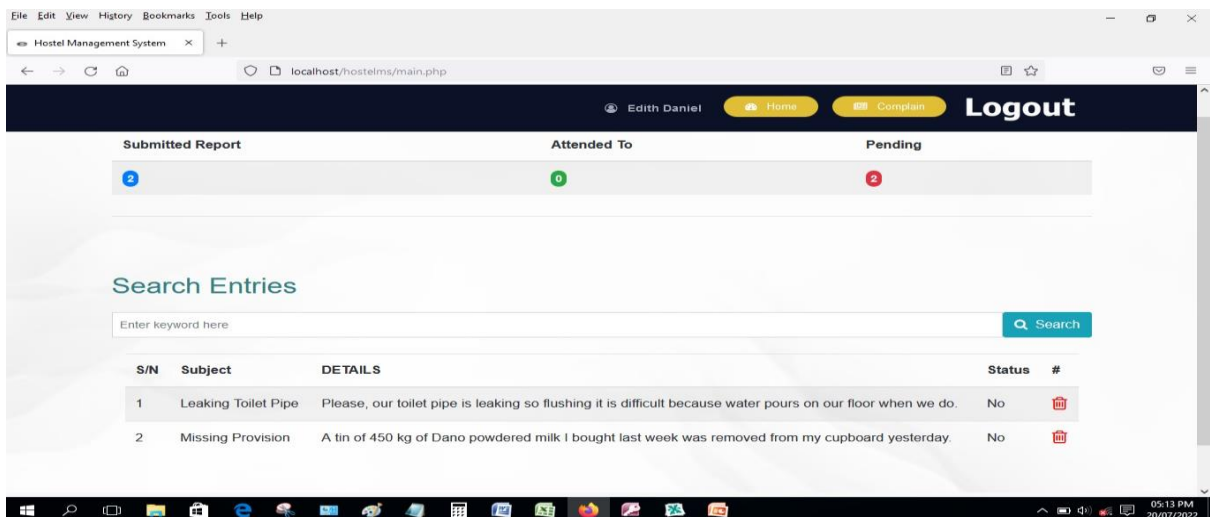 File Edit View History Bookmarks Tools Help
Hostel Management System
localhost/hostelms/main.php
Edith Daniel Home Complain Logout
Submitted Report Attended To Pending
2 0 2
Search Entries
Enter keyword here Search
S/N Subject DETAILS Status #
1 Leaking Toilet Pipe Please, our toilet pipe is leaking so flushing it is difficult because water pours on our floor when we do. No
2 Missing Provision A tin of 450 kg of Dano powdered milk I bought last week was removed from my cupboard yesterday. No
05:13 PM
20/07/2022